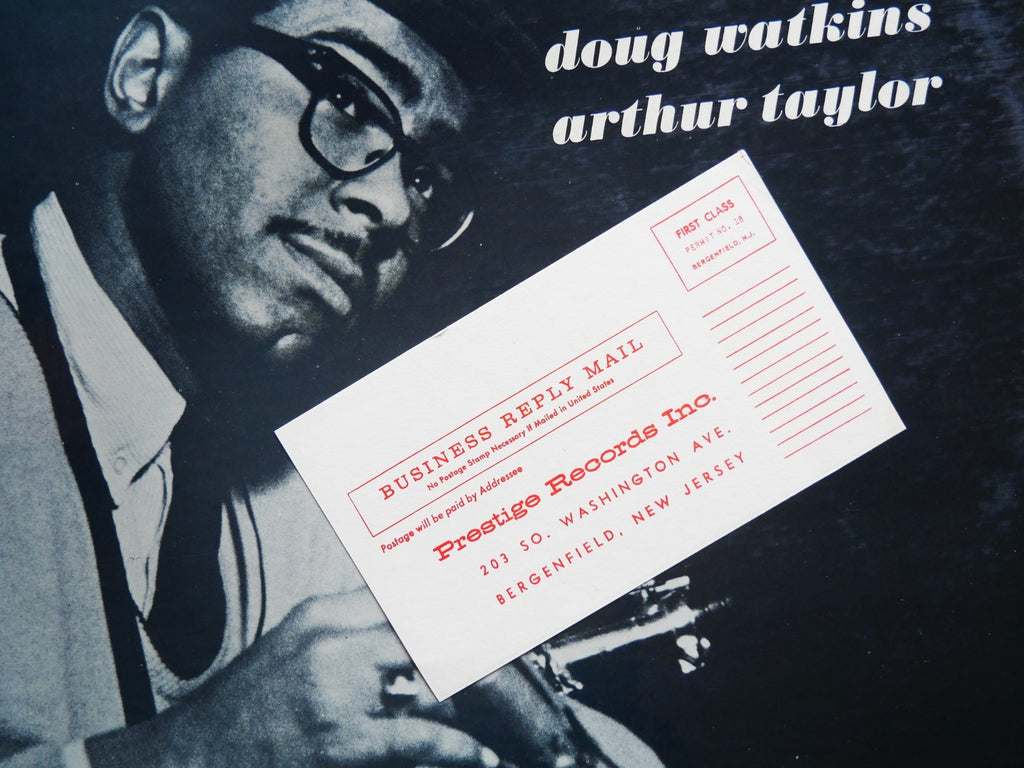 doug watkins
arthur taylor
FIRST CLASS
PERMIT NO. 18
BERGENFIELD, N.J.
BUSINESS REPLY MAIL
No Postage Stamp Necessary If Mailed in United States
Postage will be paid by Addressee
Prestige Records Inc.
203 SO. WASHINGTON AVE.
BERGENFIELD, NEW JERSEY